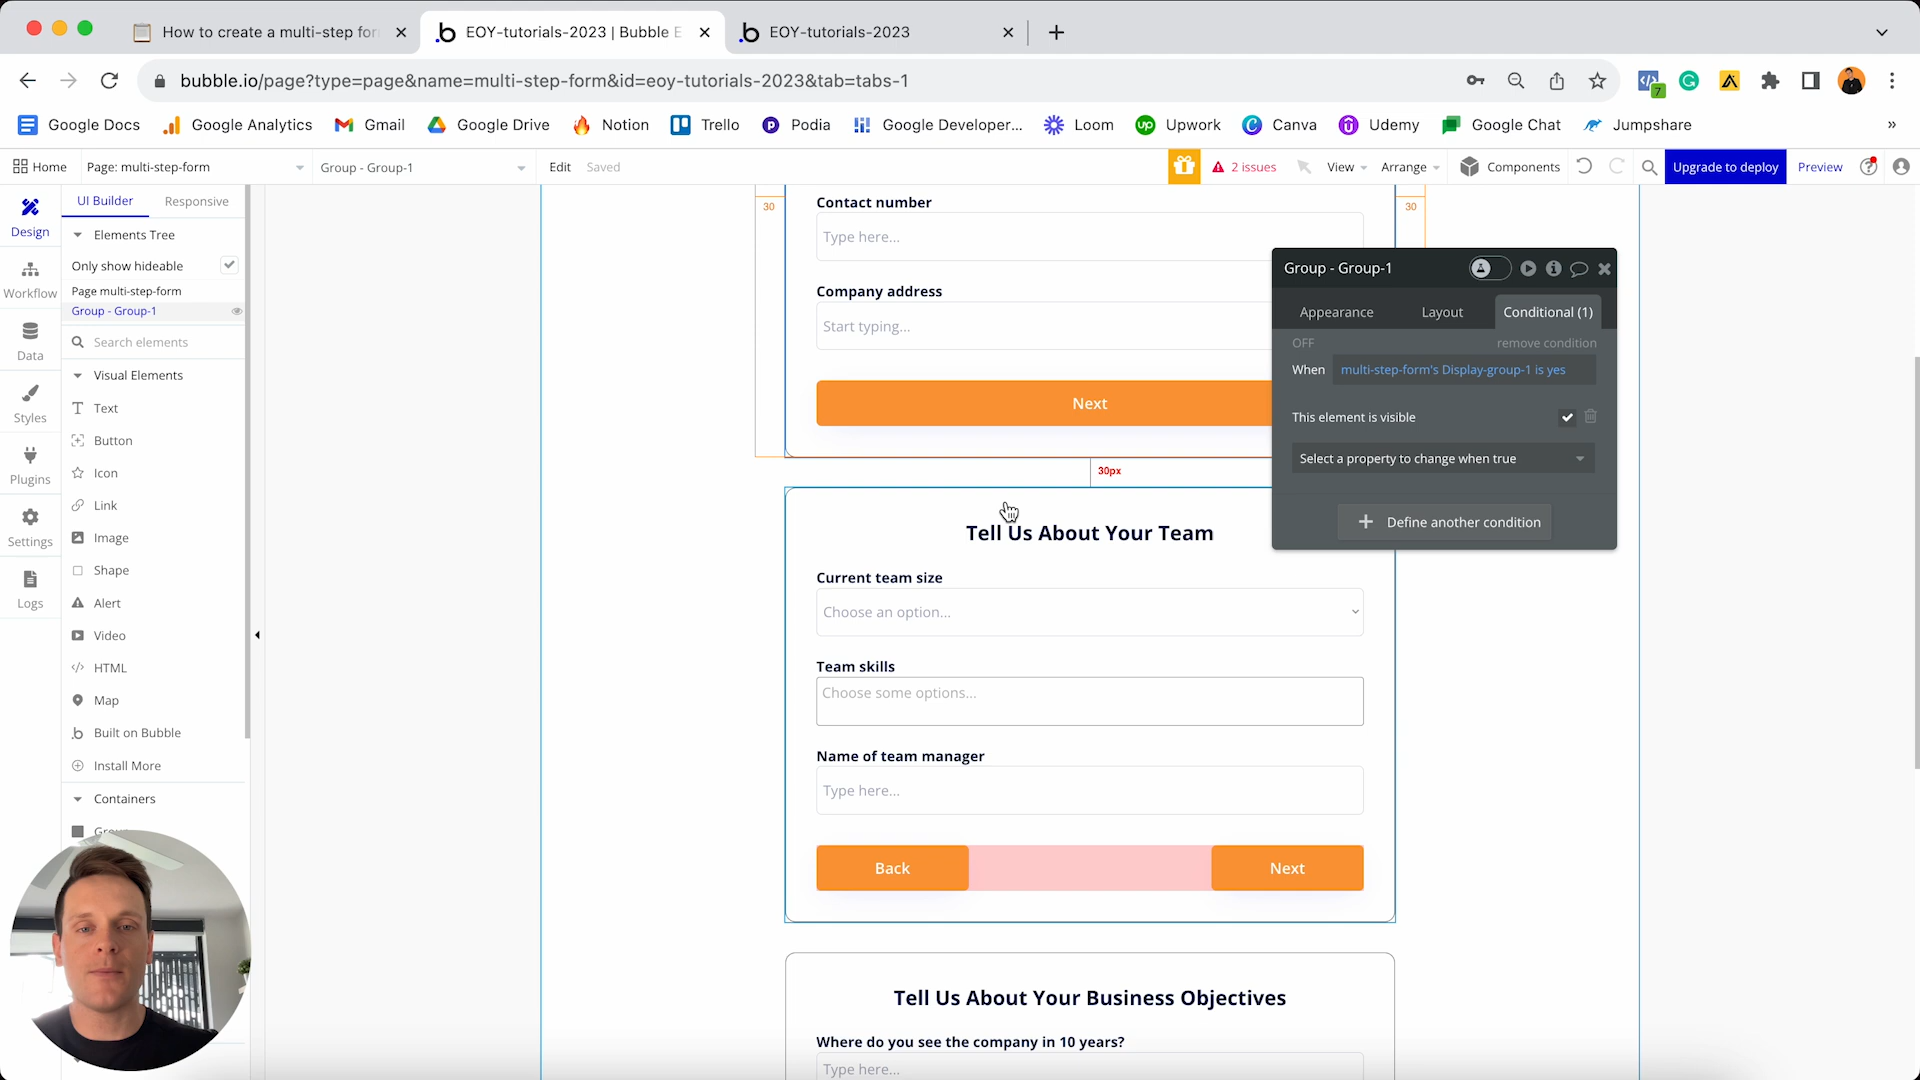 How to create a multi-step for
EOY-tutorials-2023 | Bubble E
EOY-tutorials-2023
bubble.io/page?type=page&name=multi-step-form&id=eoy-tutorials-2023&tab=tabs-1
7
Google Docs
Google Analytics
Gmail
Google Drive
Notion
Trello
Podia
Google Developer...
Loom
Upwork
Canva
Udemy
Google Chat
Jumpshare
»
Home
Page: multi-step-form
Group - Group-1
Edit
Saved
2 issues
View
Arrange
Components
Upgrade to deploy
Preview
Design
Workflow
Data
Styles
Plugins
Settings
Logs
UI Builder
Responsive
Elements Tree
Only show hideable
Page multi-step-form
Group - Group-1
Search elements
Visual Elements
Text
Button
Icon
Link
Image
Shape
Alert
Video
HTML
Map
Built on Bubble
Install More
Containers
30
30
Contact number
Type here...
Company address
Start typing...
Next
30px
Tell Us About Your Team
Current team size
Choose an option...
Team skills
Choose some options...
Name of team manager
Type here...
Back
Next
Tell Us About Your Business Objectives
Where do you see the company in 10 years?
Type here...
Group - Group-1
Appearance
Layout
Conditional (1)
OFF
remove condition
When
multi-step-form's Display-group-1 is yes
This element is visible
Select a property to change when true
Define another condition